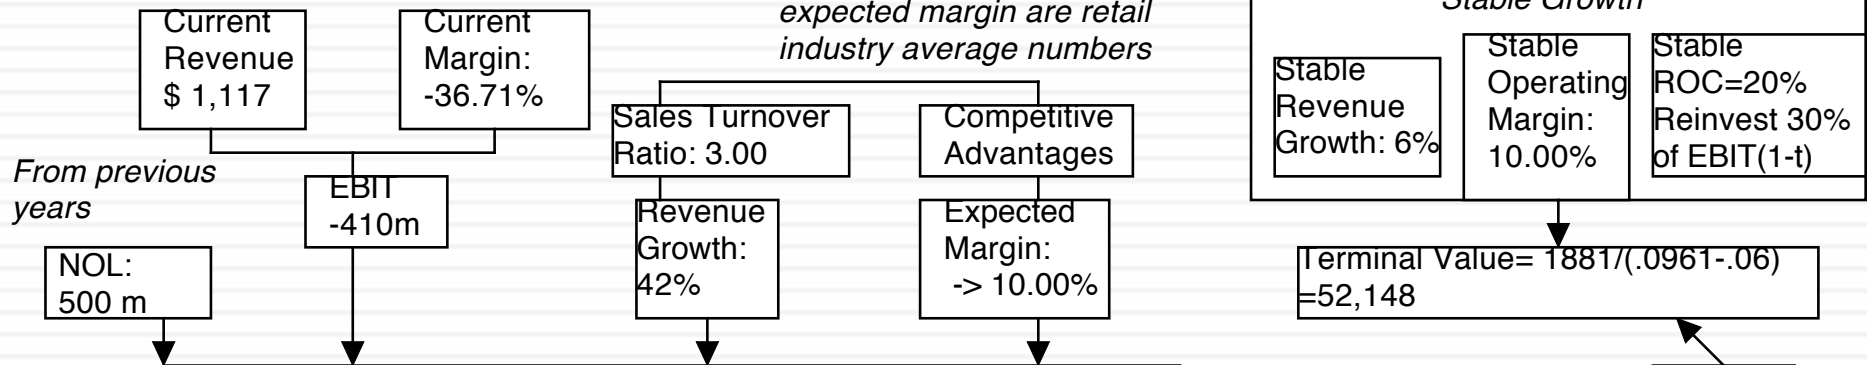 Current
Revenue
$ 1,117
Current
Margin:
-36.71%
EBIT
-410m
From previous
years
NOL:
500 m
expected margin are retail
industry average numbers
Sales Turnover
Ratio: 3.00
Competitive
Advantages
Revenue
Growth:
42%
Expected
Margin:
-> 10.00%
Stable Growth
Stable
Revenue
Growth: 6%
Stable
Operating
Margin:
10.00%
Stable
ROC=20%
Reinvest 30%
of EBIT(1-t)
Terminal Value= 1881/(.0961-.06)
=52,148